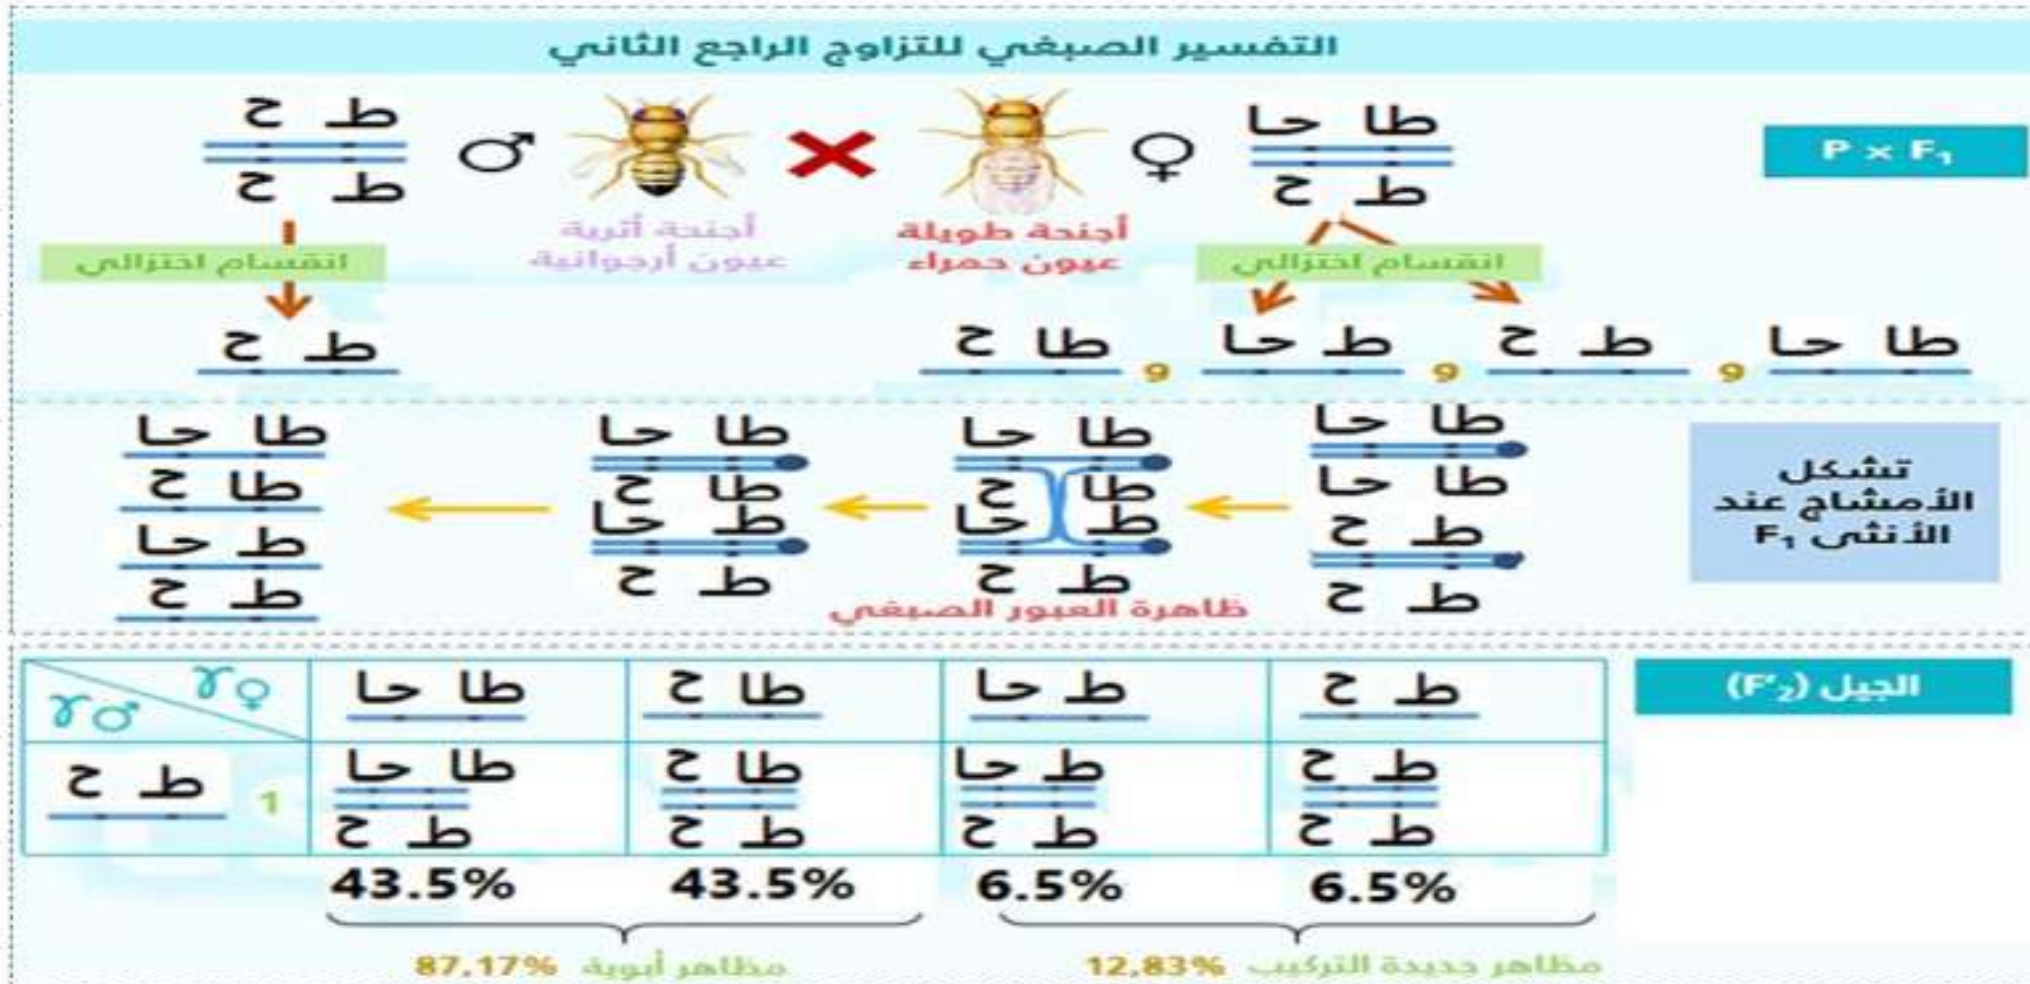 التفسير الصبغي للتزاوج الراجع الثاني
P × F₁
طا حا
ط ح
♀
أجنحة طويلة
عيون حمراء
♂
أجنحة أثرية
عيون أرجوانية
ط ح
ط ح
انقسام اختزالي
انقسام اختزالي
طا حا و ط ح و ط حا و طا ح
ط ح
تشكل
الأمشاج عند
الأنثى F₁
طا حا
طا حا
ط ح
ط ح
طا حا
طا ح
ط حا
ط ح
ظاهرة العبور الصبغي
طا حا
طا ح
ط حا
ط ح
طا حا
طا ح
ط حا
ط ح
الجيل (F'₂)
γ♂ γ♀ طا حا طا ح ط حا ط ح
ط ح 1
طا حا طا ح ط حا ط ح
ط ح ط ح ط ح ط ح
43.5% 43.5% 6.5% 6.5%
مظاهر أبوية 87,17% مظاهر جديدة التركيب 12,83%